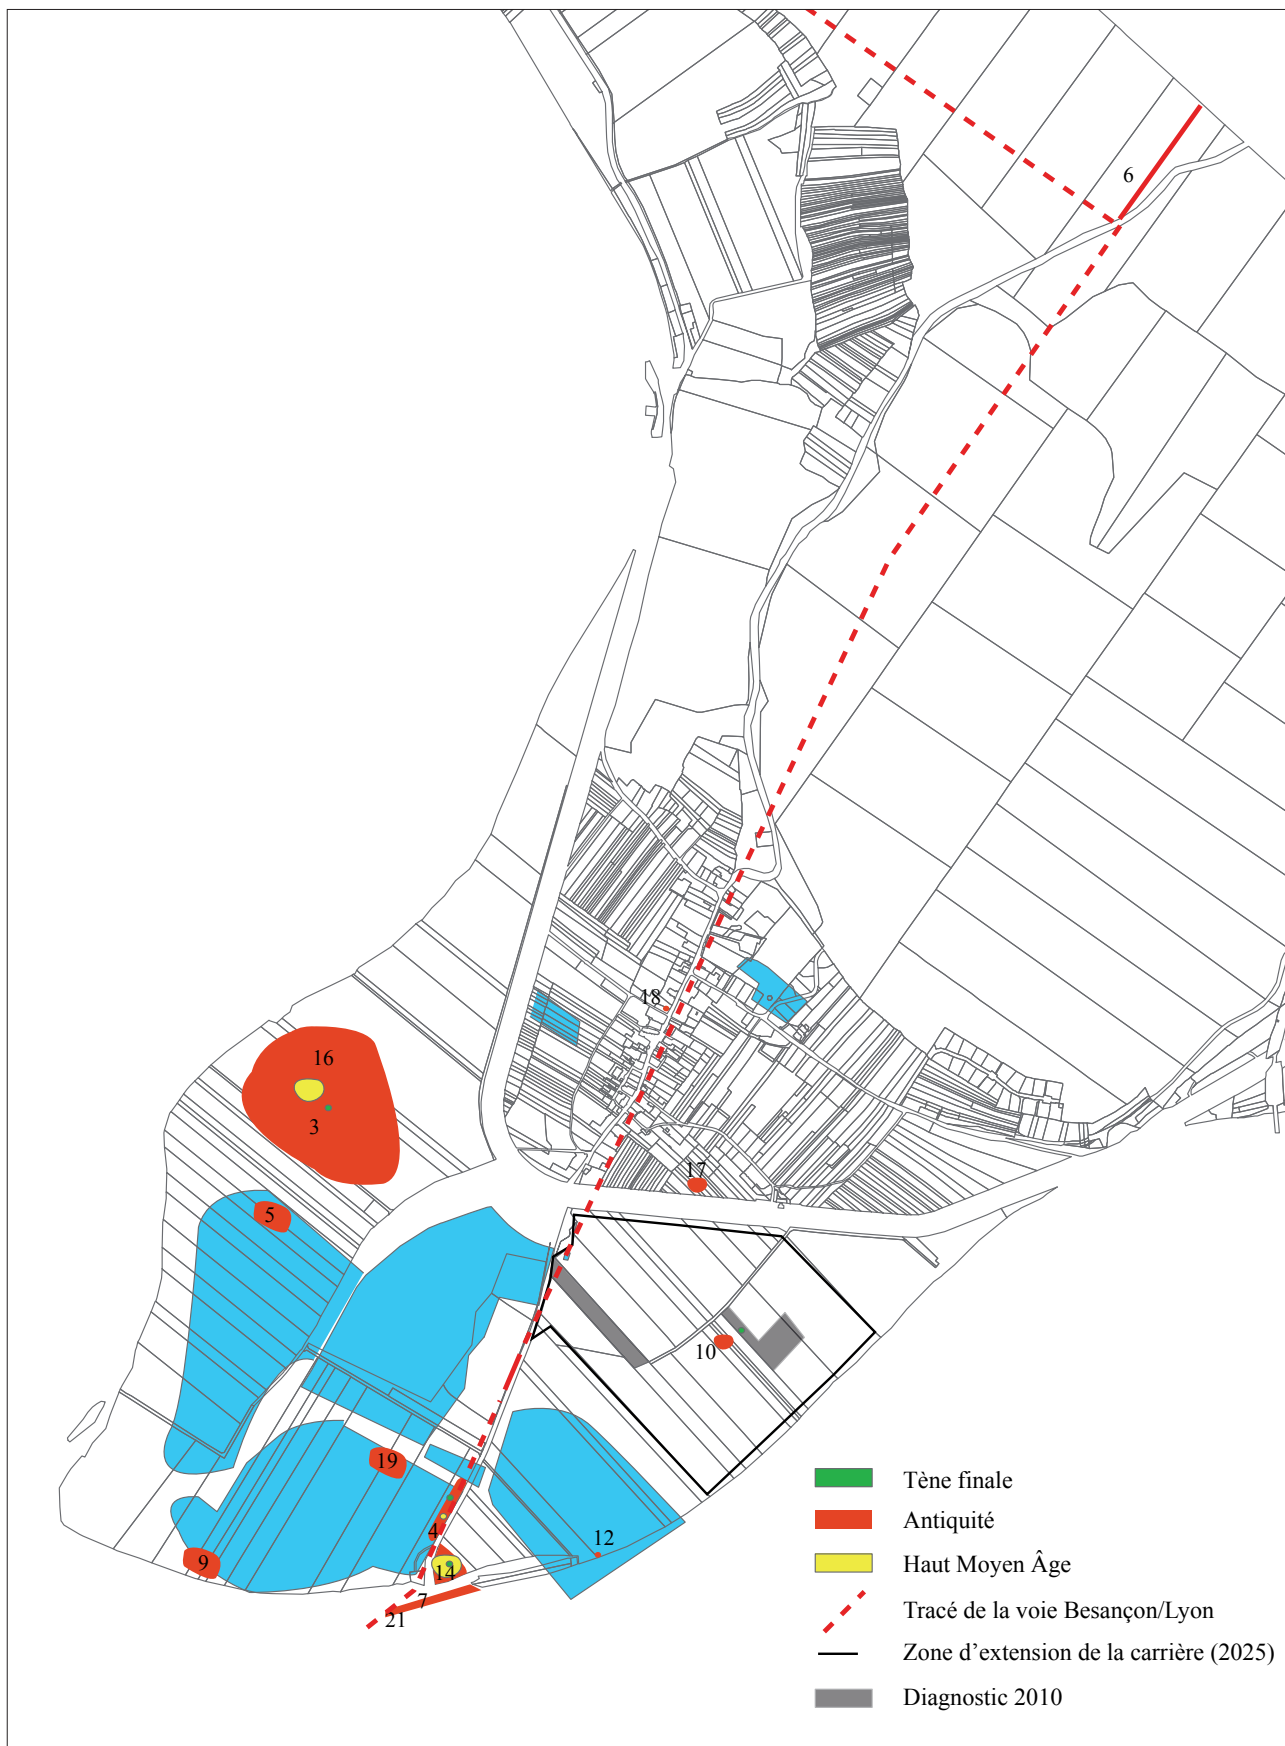 6
18
16
3
17
5
10
19
4
12
9
14
7
21
Tène finale
Antiquité
Haut Moyen Âge
Tracé de la voie Besançon/Lyon
Zone d'extension de la carrière (2025)
Diagnostic 2010